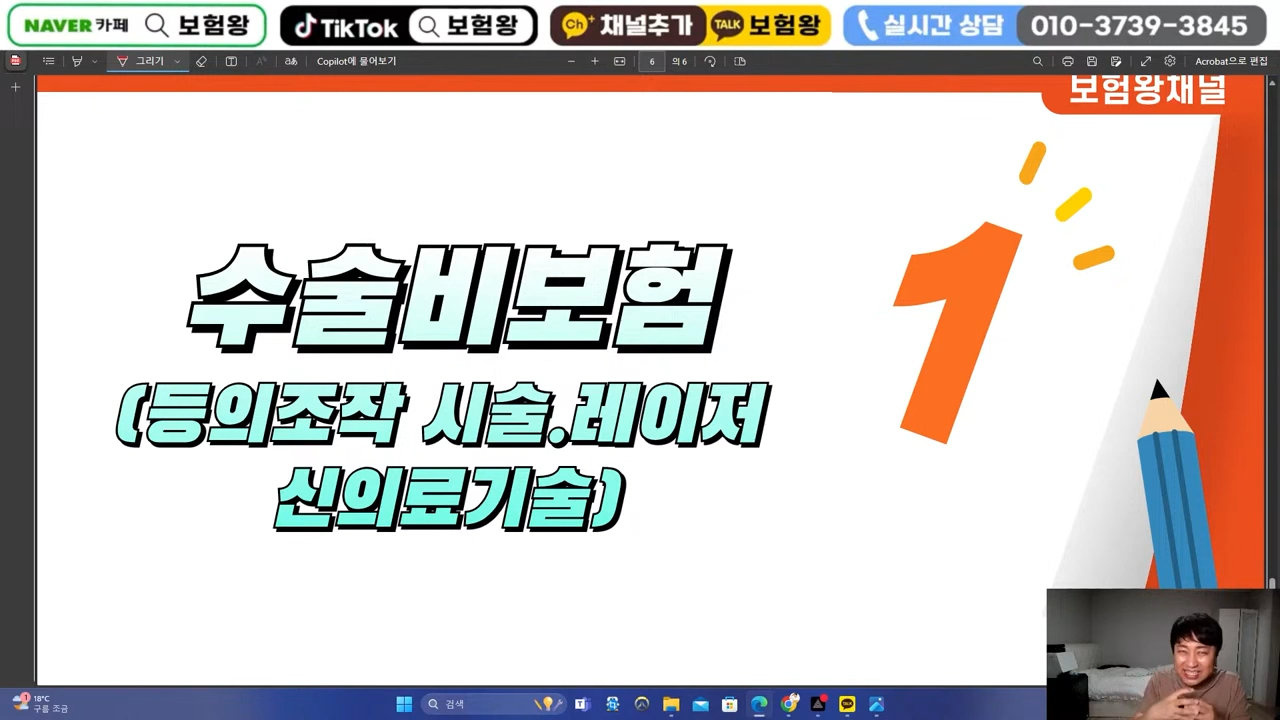 NAVER 카페 보험왕
TikTok 보험왕
Ch+ 채널추가 TALK 보험왕
실시간 상담 010-3739-3845
그리기
aあ
Copilot에 물어보기
6 의 6
Acrobat으로 편집
보험왕채널
수술비보험
(등의조작 시술.레이저
신의료기술)
1
1
18°C
구름 조금
검색